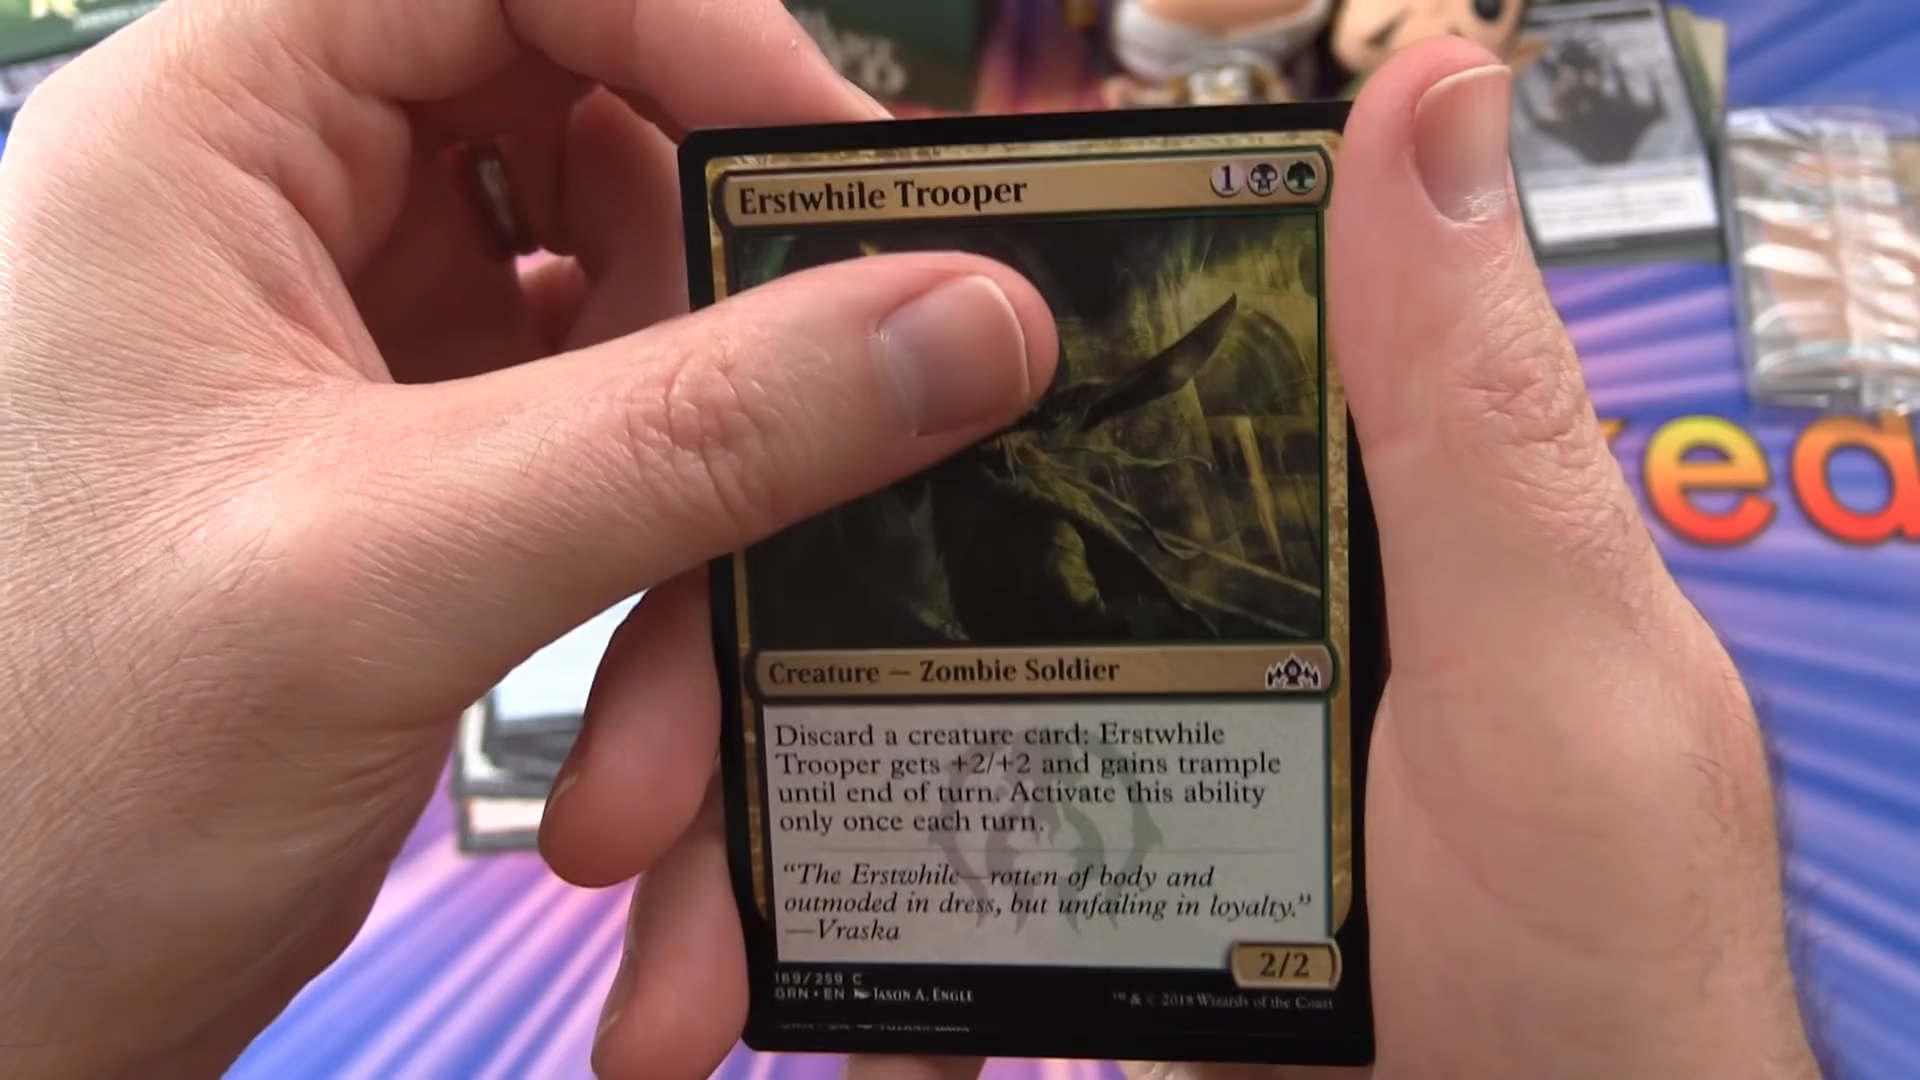 Erstwhile Trooper
1
Creature — Zombie Soldier
Discard a creature card: Erstwhile
Trooper gets +2/+2 and gains trample
until end of turn. Activate this ability
only once each turn.
“The Erstwhile—rotten of body and
outmoded in dress, but unfailing in loyalty.”
—Vraska
2/2
169/259 C
GRN • EN Jason A. Engle
™ & © 2018 Wizards of the Coast
ea